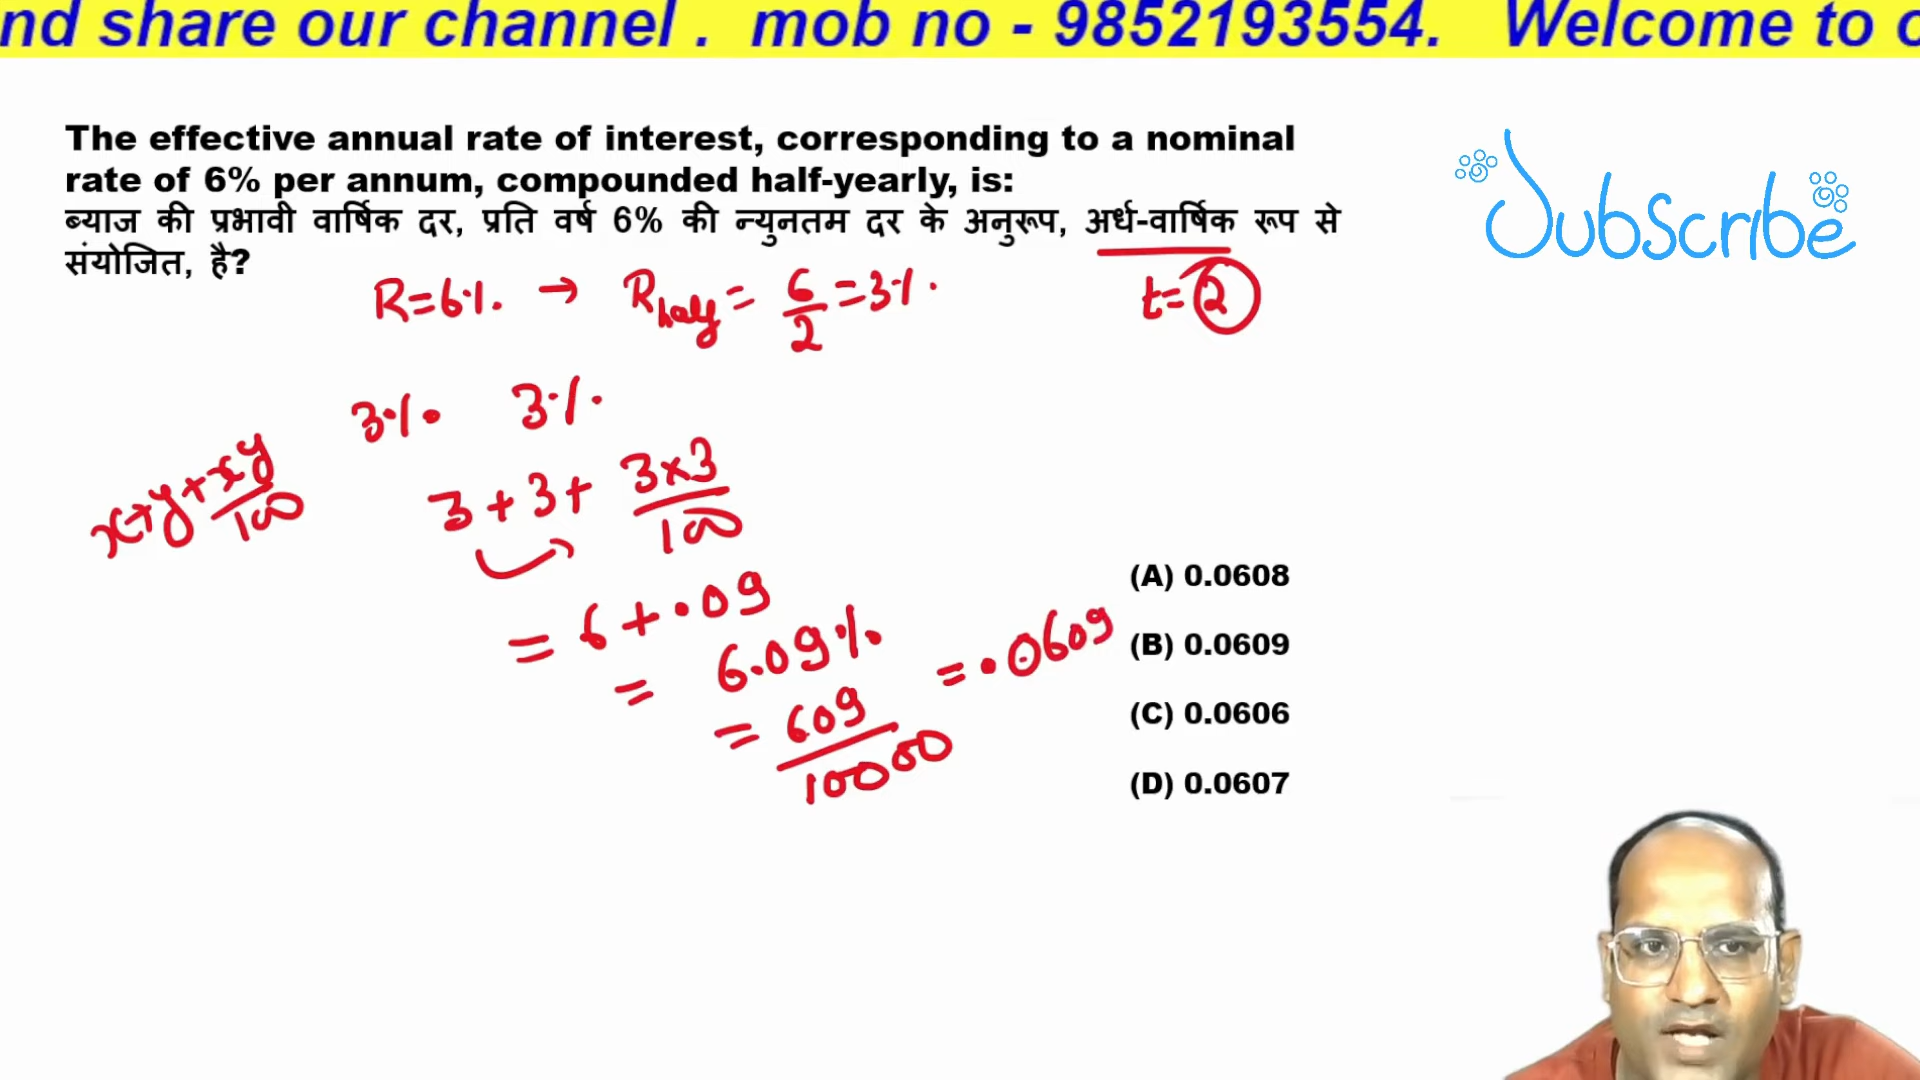 nd share our channel . mob no - 9852193554. Welcome to o
The effective annual rate of interest, corresponding to a nominal
rate of 6% per annum, compounded half-yearly, is:
ब्याज की प्रभावी वार्षिक दर, प्रति वर्ष 6% की न्युनतम दर के अनुरूप, अर्ध-वार्षिक रूप से
संयोजित, है?
Subscribe
R=6% → R half = 6/2 = 3%.
t= 2
3% 3%
x+y+xy/100
3+3+ 3x3/100
= 6+.09
= 6.09%
= 609/10000 = .0609
(A) 0.0608
(B) 0.0609
(C) 0.0606
(D) 0.0607